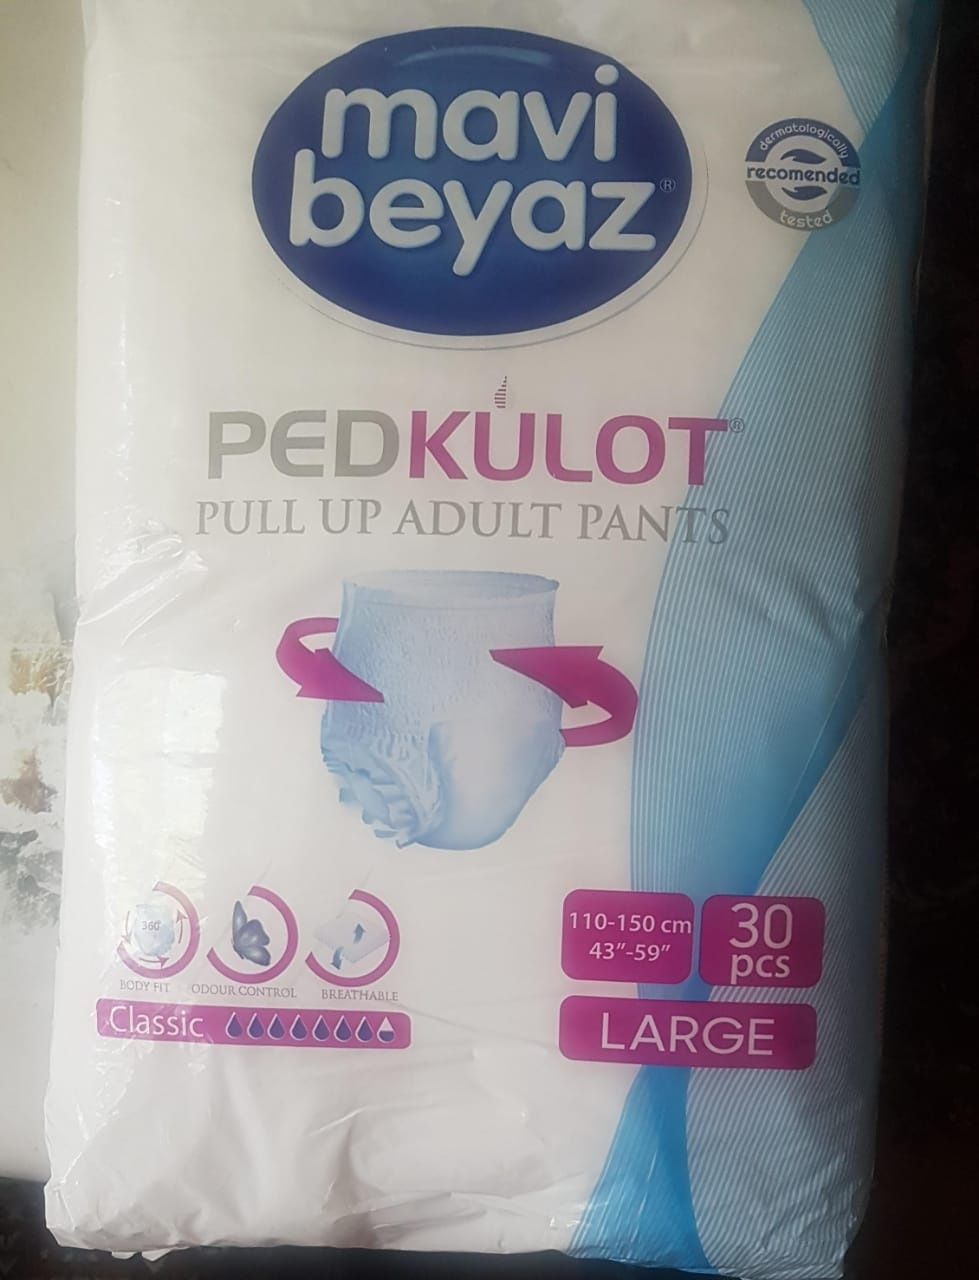 mavi
beyaz®
dermatologically
recomended
tested
PEDKÜLOT®
PULL UP ADULT PANTS
360°
BODY FIT
ODOUR CONTROL
BREATHABLE
Classic
110-150 cm
43”-59”
30
pcs
LARGE